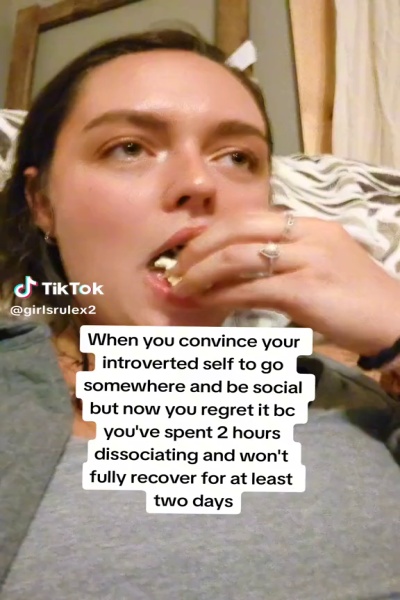 TikTok
@girlsrulex2
When you convince your
introverted self to go
somewhere and be social
but now you regret it bc
you've spent 2 hours
dissociating and won't
fully recover for at least
two days